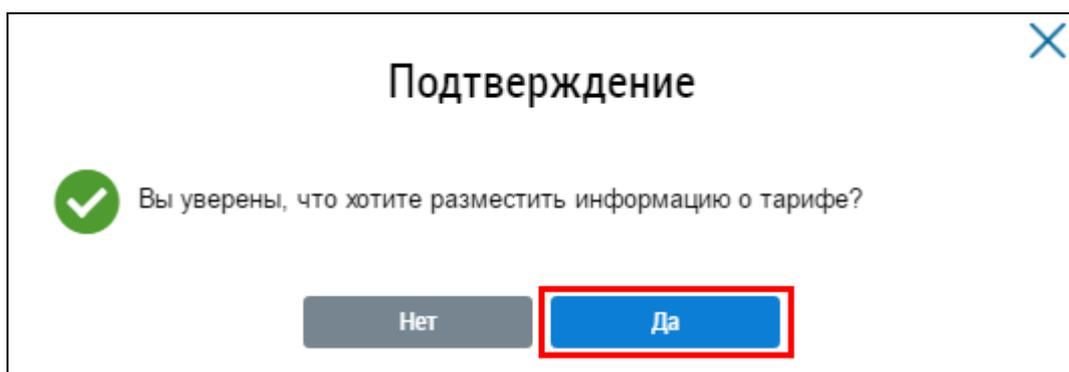 Подтверждение
Вы уверены, что хотите разместить информацию о тарифе?
Нет
Да